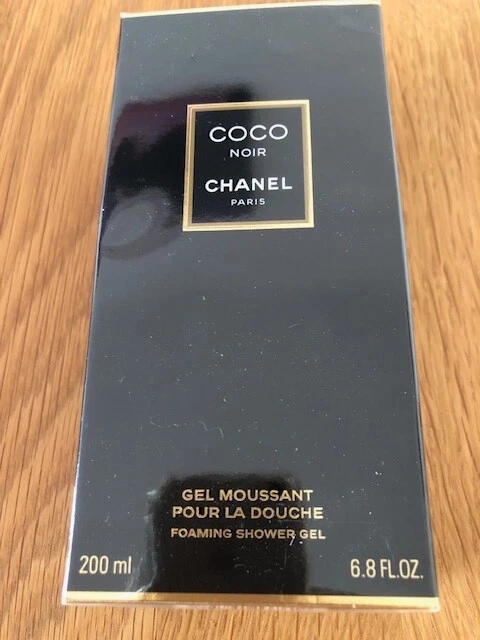 COCO
NOIR
CHANEL
PARIS
GEL MOUSSANT
POUR LA DOUCHE
FOAMING SHOWER GEL
200 ml 6.8 FL.OZ.